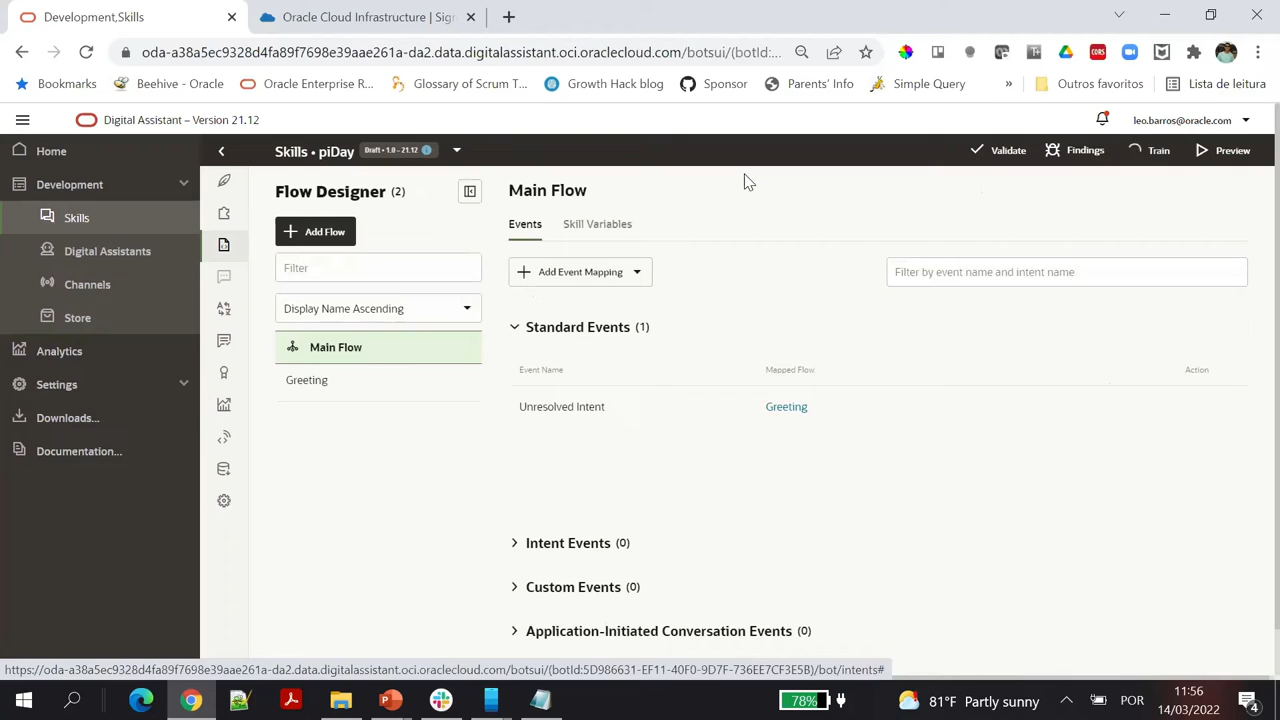 Development,Skills
Oracle Cloud Infrastructure | Sign
oda-a38a5ec9328d4fa89f7698e39aae261a-da2.data.digitalassistant.oci.oraclecloud.com/botsui/(botId:...
Bookmarks
Beehive - Oracle
Oracle Enterprise R...
Glossary of Scrum T...
Growth Hack blog
Sponsor
Parents' Info
Simple Query
»
Outros favoritos
Lista de leitura
Digital Assistant – Version 21.12
leo.barros@oracle.com
Home
Development
Skills
Digital Assistants
Channels
Store
Analytics
Settings
Downloads...
Documentation...
Skills • piDay
Draft • 1.0 - 21.12
Validate
Findings
Train
Preview
Flow Designer (2)
Add Flow
Filter
Display Name Ascending
Main Flow
Greeting
Main Flow
Events
Skill Variables
Add Event Mapping
Filter by event name and intent name
Standard Events (1)
Event Name
Mapped Flow
Action
Unresolved Intent
Greeting
Intent Events (0)
Custom Events (0)
Application-Initiated Conversation Events (0)
https://oda-a38a5ec9328d4fa89f7698e39aae261a-da2.data.digitalassistant.oci.oraclecloud.com/botsui/(botId:5D986631-EF11-40F0-9D7F-736EE7CF3E5B)/bot/intents#
78%
81°F Partly sunny
POR
11:56
14/03/2022
4